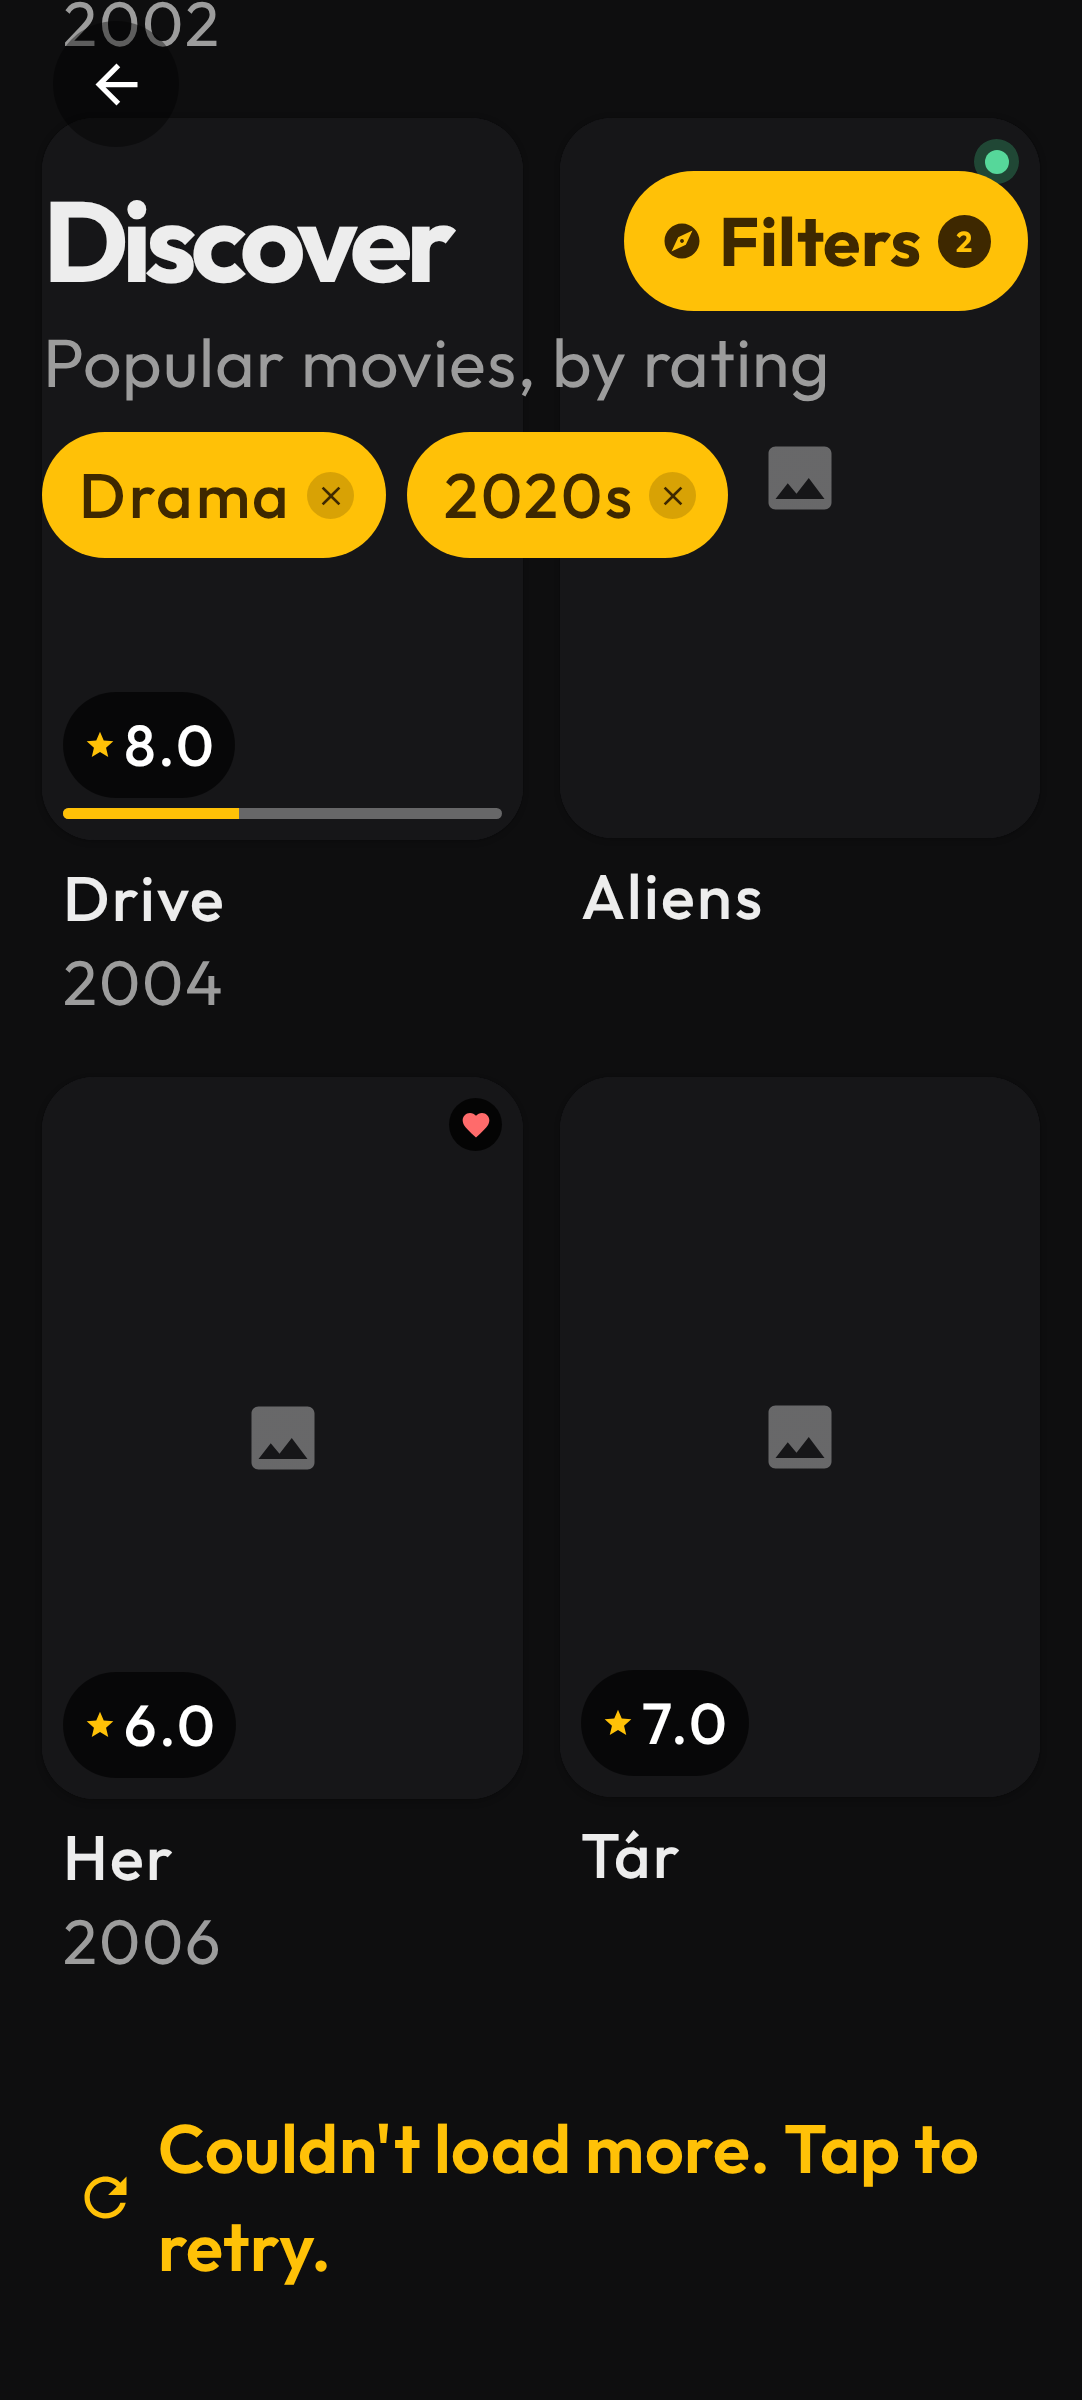 2002
Discover
Filters 2
Popular movies, by rating
Drama
2020s
8.0
Drive
2004
Aliens
6.0
7.0
Her
2006
Tár
Couldn't load more. Tap to
retry.